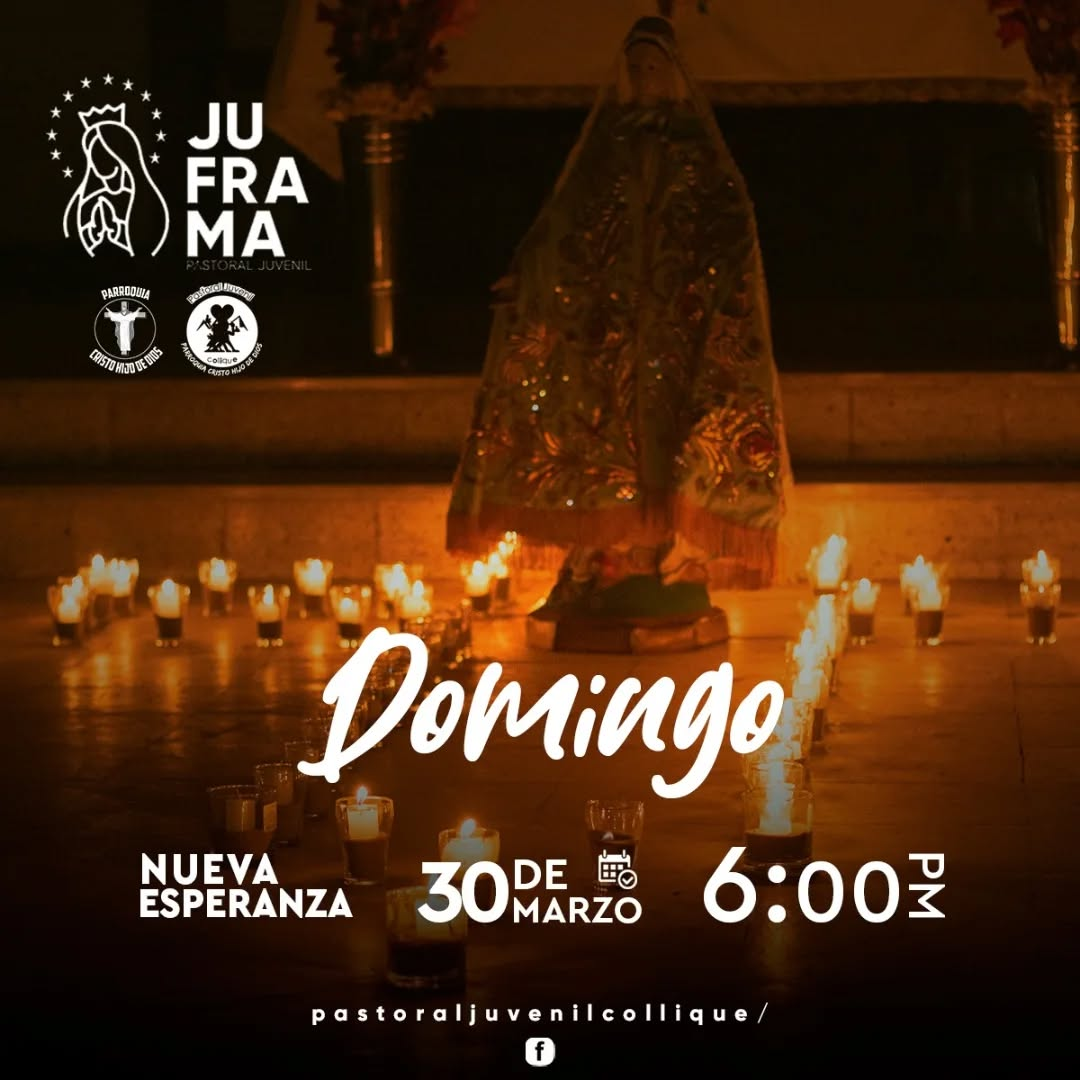 JU
FRA
MA
PASTORAL JUVENIL
PARROQUIA
CRISTO HIJO DE DIOS
Pastoral Juvenil
Collique
PARROQUIA CRISTO HIJO DE DIOS
Domingo
NUEVA
ESPERANZA
30 DE
MARZO
6:00 PM
pastoraljuvenilcollique/
f